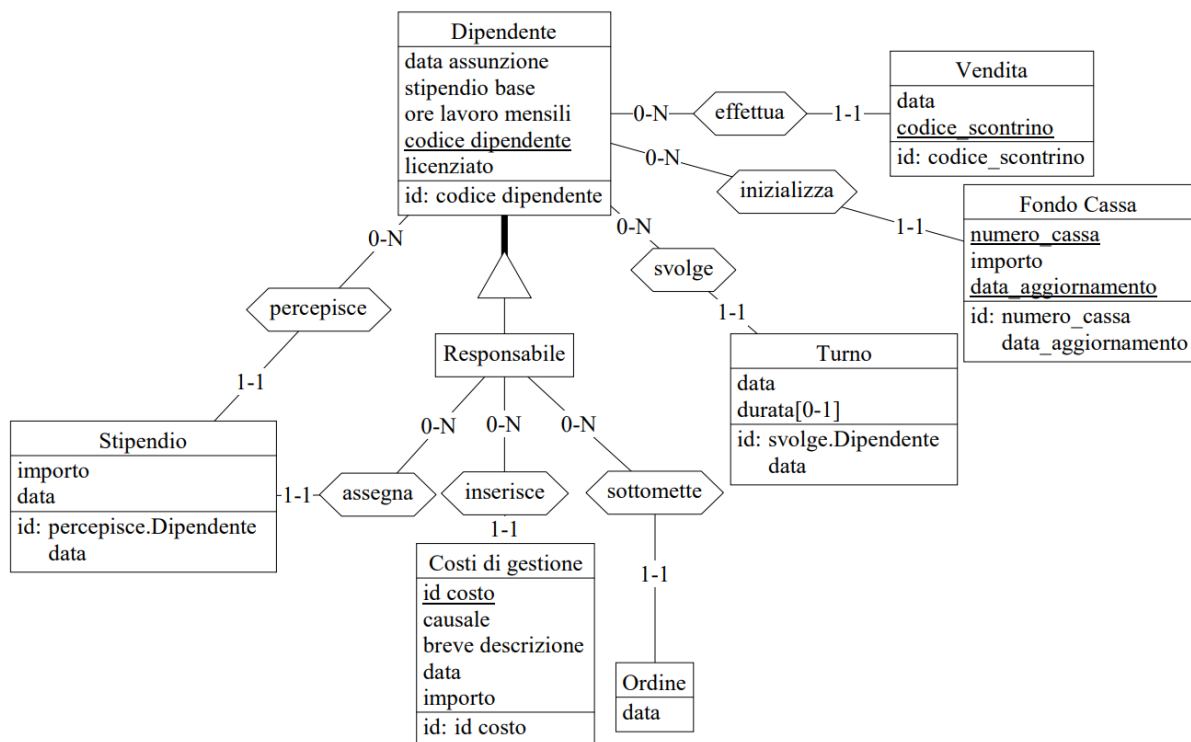 Dipendente
data assunzione
stipendio base
ore lavoro mensili
codice dipendente
licenziato
id: codice dipendente
0-N
effettua
1-1
Vendita
data
codice_scontrino
id: codice_scontrino
0-N
inizializza
1-1
Fondo Cassa
numero_cassa
importo
data_aggiornamento
id: numero_cassa
data_aggiornamento
0-N
svolge
1-1
Turno
data
durata[0-1]
id: svolge.Dipendente
data
0-N
percepisce
1-1
Stipendio
importo
data
id: percepisce.Dipendente
data
Responsabile
0-N
0-N
0-N
1-1
assegna
inserisce
sottomette
1-1
Costi di gestione
id costo
causale
breve descrizione
data
importo
id: id costo
1-1
Ordine
data